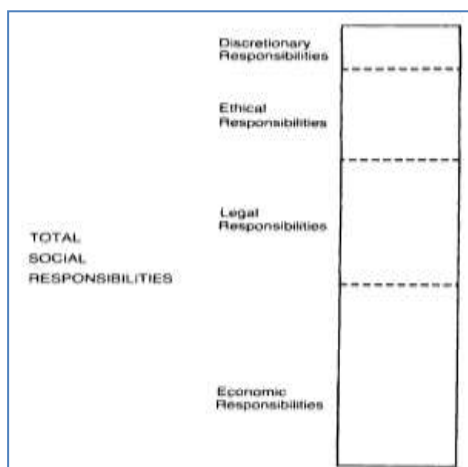 Discretionary
Responsibilities
Ethical
Responsibilities
Legal
Responsibilities
TOTAL
SOCIAL
RESPONSIBILITIES
Economic
Responsibilities